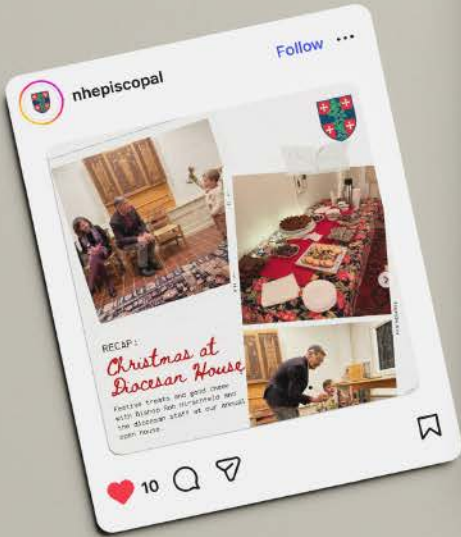 nhepiscopal
Follow
RECAP:
Christmas at
Diocesan House
Festive treats and good cheer
with Bishop Rob Hirschfeld and
the diocesan staff at our annual
open house.
10